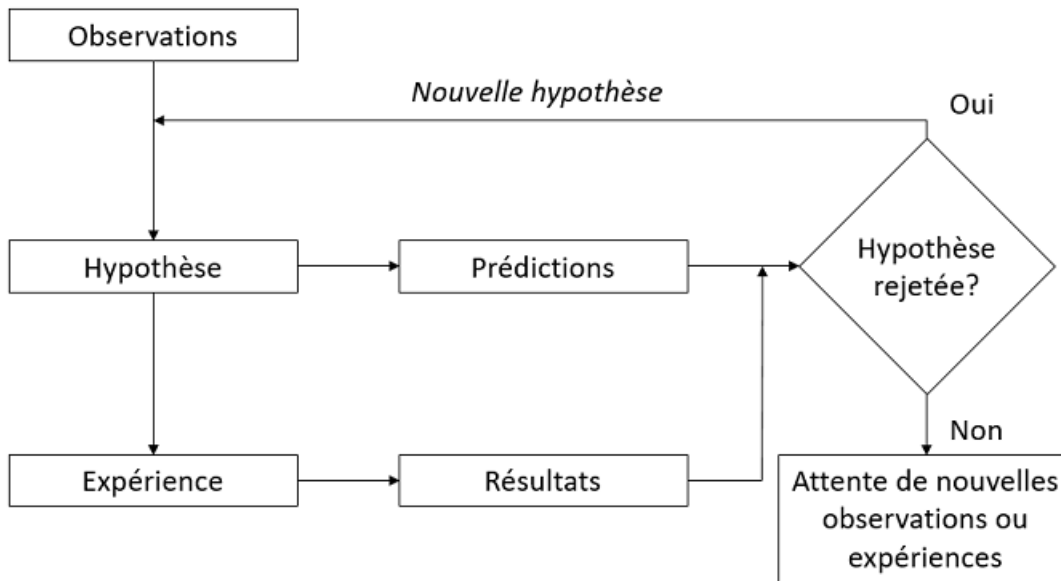 Observations
Nouvelle hypothèse
Oui
Hypothèse
Prédictions
Hypothèse
rejetée?
Non
Expérience
Résultats
Attente de nouvelles
observations ou
expériences